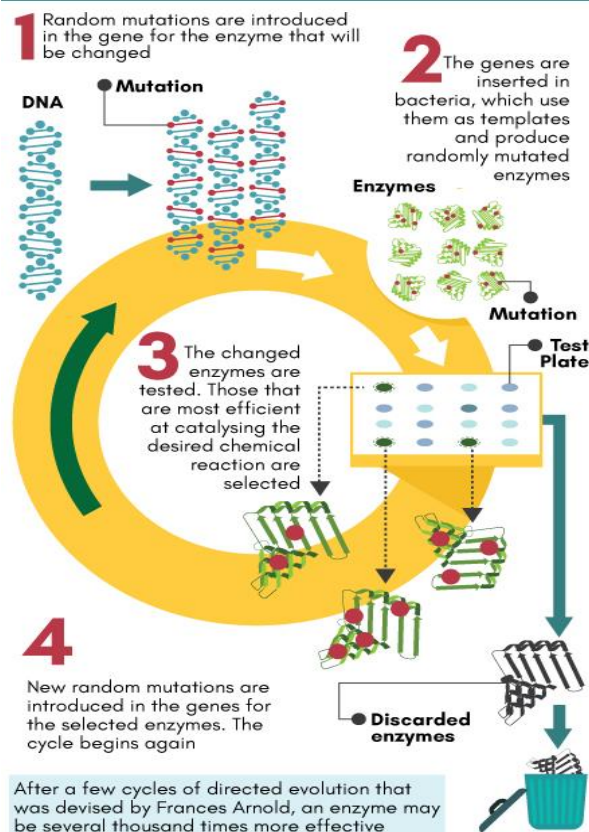 1 Random mutations are introduced
in the gene for the enzyme that will
be changed
DNA
Mutation
2 The genes are
inserted in
bacteria, which use
them as templates
and produce
randomly mutated
enzymes
Enzymes
Mutation
Test
Plate
3 The changed
enzymes are
tested. Those that
are most efficient
at catalysing the
desired chemical
reaction are
selected
4
New random mutations are
introduced in the genes for
the selected enzymes. The
cycle begins again
Discarded
enzymes
After a few cycles of directed evolution that
was devised by Frances Arnold, an enzyme may
be several thousand times more effective